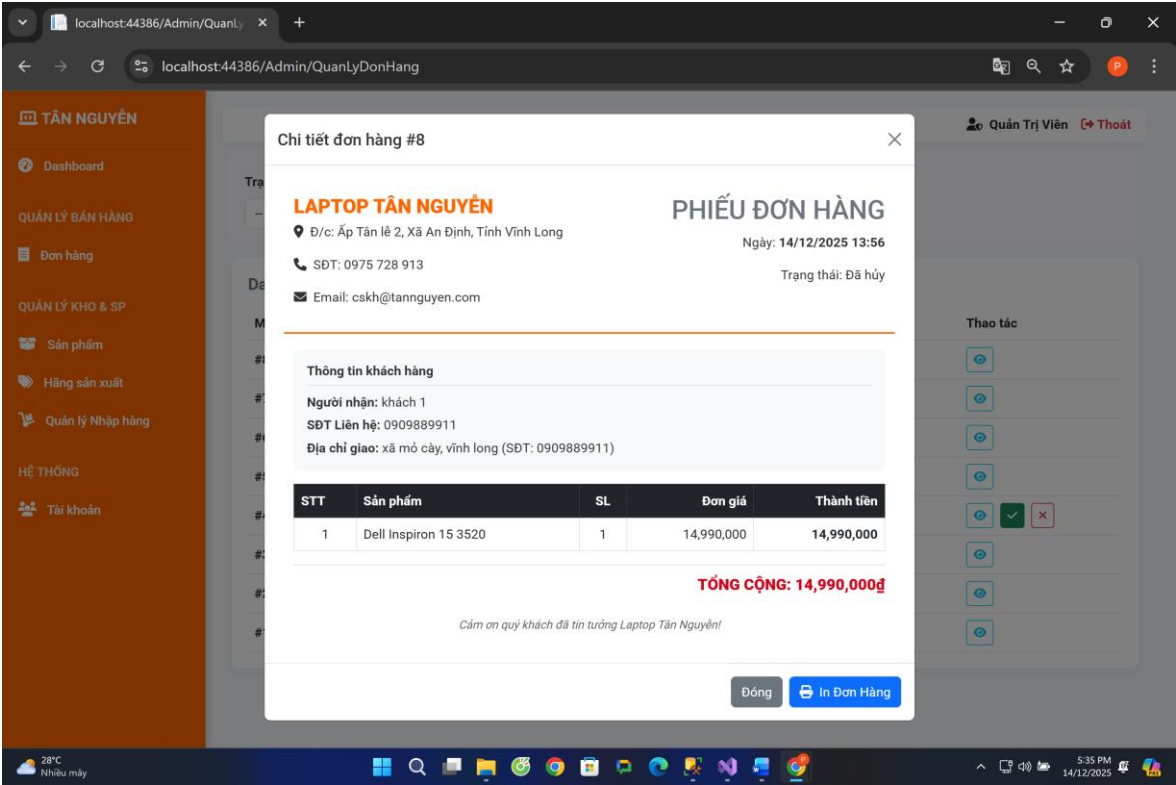 localhost:44386/Admin/QuanLy
localhost:44386/Admin/QuanLyDonHang
P
TÂN NGUYỄN
Quản Trị Viên Thoát
Dashboard
QUẢN LÝ BÁN HÀNG
Đơn hàng
QUẢN LÝ KHO & SP
Sản phẩm
Hãng sản xuất
Quản lý Nhập hàng
HỆ THỐNG
Tài khoản
Thao tác
Chi tiết đơn hàng #8
LAPTOP TÂN NGUYỄN
Đ/c: Ấp Tân lễ 2, Xã An Định, Tỉnh Vĩnh Long
SĐT: 0975 728 913
Email: cskh@tannguyen.com
PHIẾU ĐƠN HÀNG
Ngày: 14/12/2025 13:56
Trạng thái: Đã hủy
Thông tin khách hàng
Người nhận: khách 1
SĐT Liên hệ: 0909889911
Địa chỉ giao: xã mỏ cày, vĩnh long (SĐT: 0909889911)
STT Sản phẩm SL Đơn giá Thành tiền
1 Dell Inspiron 15 3520 1 14,990,000 14,990,000
TỔNG CỘNG: 14,990,000₫
Cảm ơn quý khách đã tin tưởng Laptop Tân Nguyễn!
Đóng In Đơn Hàng
28°C
Nhiều mây
5:35 PM
14/12/2025